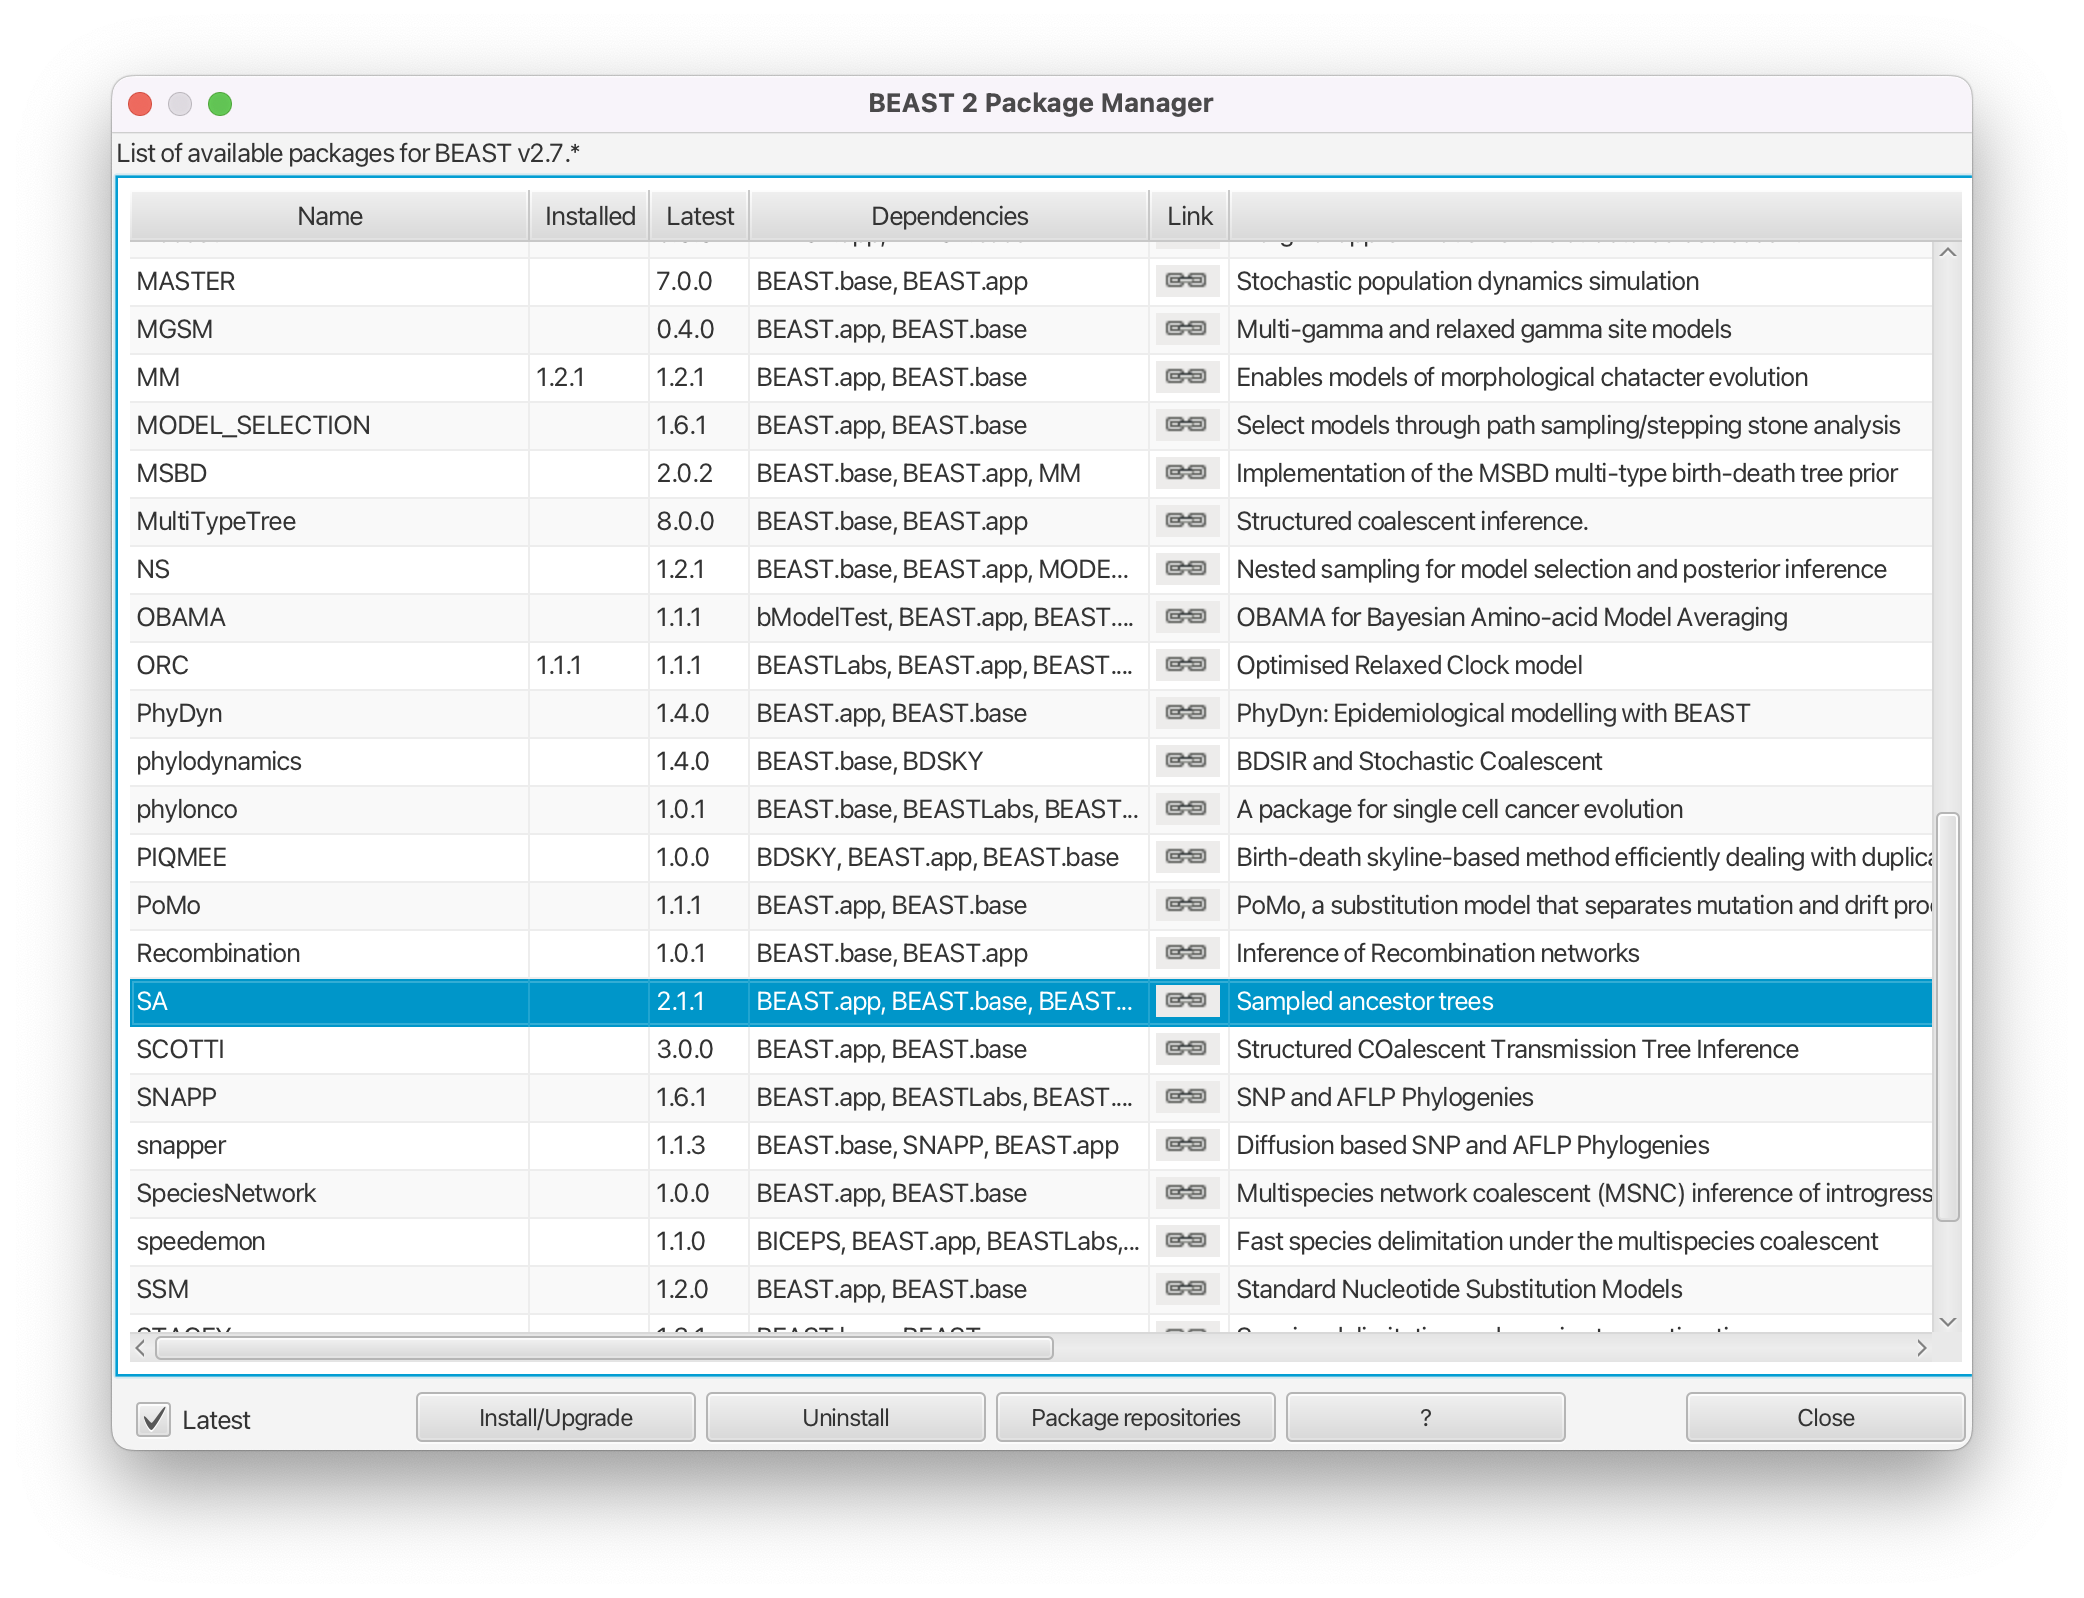 BEAST 2 Package Manager
List of available packages for BEAST v2.7.*
Name Installed Latest Dependencies Link
MASTER 7.0.0 BEAST.base, BEAST.app Stochastic population dynamics simulation
MGSM 0.4.0 BEAST.app, BEAST.base Multi-gamma and relaxed gamma site models
MM 1.2.1 1.2.1 BEAST.app, BEAST.base Enables models of morphological chatacter evolution
MODEL_SELECTION 1.6.1 BEAST.app, BEAST.base Select models through path sampling/stepping stone analysis
MSBD 2.0.2 BEAST.base, BEAST.app, MM Implementation of the MSBD multi-type birth-death tree prior
MultiTypeTree 8.0.0 BEAST.base, BEAST.app Structured coalescent inference.
NS 1.2.1 BEAST.base, BEAST.app, MODE... Nested sampling for model selection and posterior inference
OBAMA 1.1.1 bModelTest, BEAST.app, BEAST.... OBAMA for Bayesian Amino-acid Model Averaging
ORC 1.1.1 1.1.1 BEASTLabs, BEAST.app, BEAST.... Optimised Relaxed Clock model
PhyDyn 1.4.0 BEAST.app, BEAST.base PhyDyn: Epidemiological modelling with BEAST
phylodynamics 1.4.0 BEAST.base, BDSKY BDSIR and Stochastic Coalescent
phylonco 1.0.1 BEAST.base, BEASTLabs, BEAST... A package for single cell cancer evolution
PIQMEE 1.0.0 BDSKY, BEAST.app, BEAST.base Birth-death skyline-based method efficiently dealing with duplica
PoMo 1.1.1 BEAST.app, BEAST.base PoMo, a substitution model that separates mutation and drift pro
Recombination 1.0.1 BEAST.base, BEAST.app Inference of Recombination networks
SA 2.1.1 BEAST.app, BEAST.base, BEAST... Sampled ancestor trees
SCOTTI 3.0.0 BEAST.app, BEAST.base Structured COalescent Transmission Tree Inference
SNAPP 1.6.1 BEAST.app, BEASTLabs, BEAST.... SNP and AFLP Phylogenies
snapper 1.1.3 BEAST.base, SNAPP, BEAST.app Diffusion based SNP and AFLP Phylogenies
SpeciesNetwork 1.0.0 BEAST.app, BEAST.base Multispecies network coalescent (MSNC) inference of introgress
speedemon 1.1.0 BICEPS, BEAST.app, BEASTLabs,... Fast species delimitation under the multispecies coalescent
SSM 1.2.0 BEAST.app, BEAST.base Standard Nucleotide Substitution Models
Latest Install/Upgrade Uninstall Package repositories ? Close